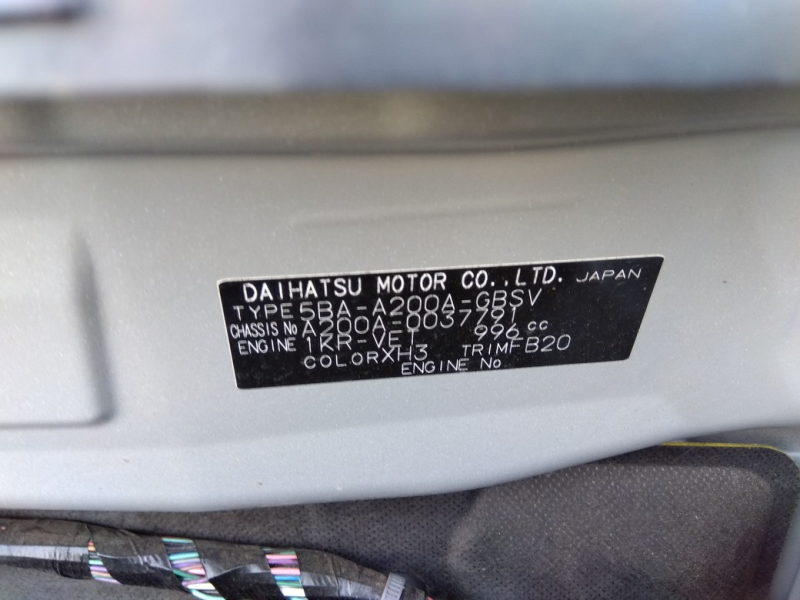 DAIHATSU MOTOR CO.,LTD. JAPAN
TYPE 5BA-A200A-GBSV
CHASSIS No A200A-0037791
ENGINE 1KR-VET 996 cc
COLOR XH3 TRIM FB20
ENGINE No